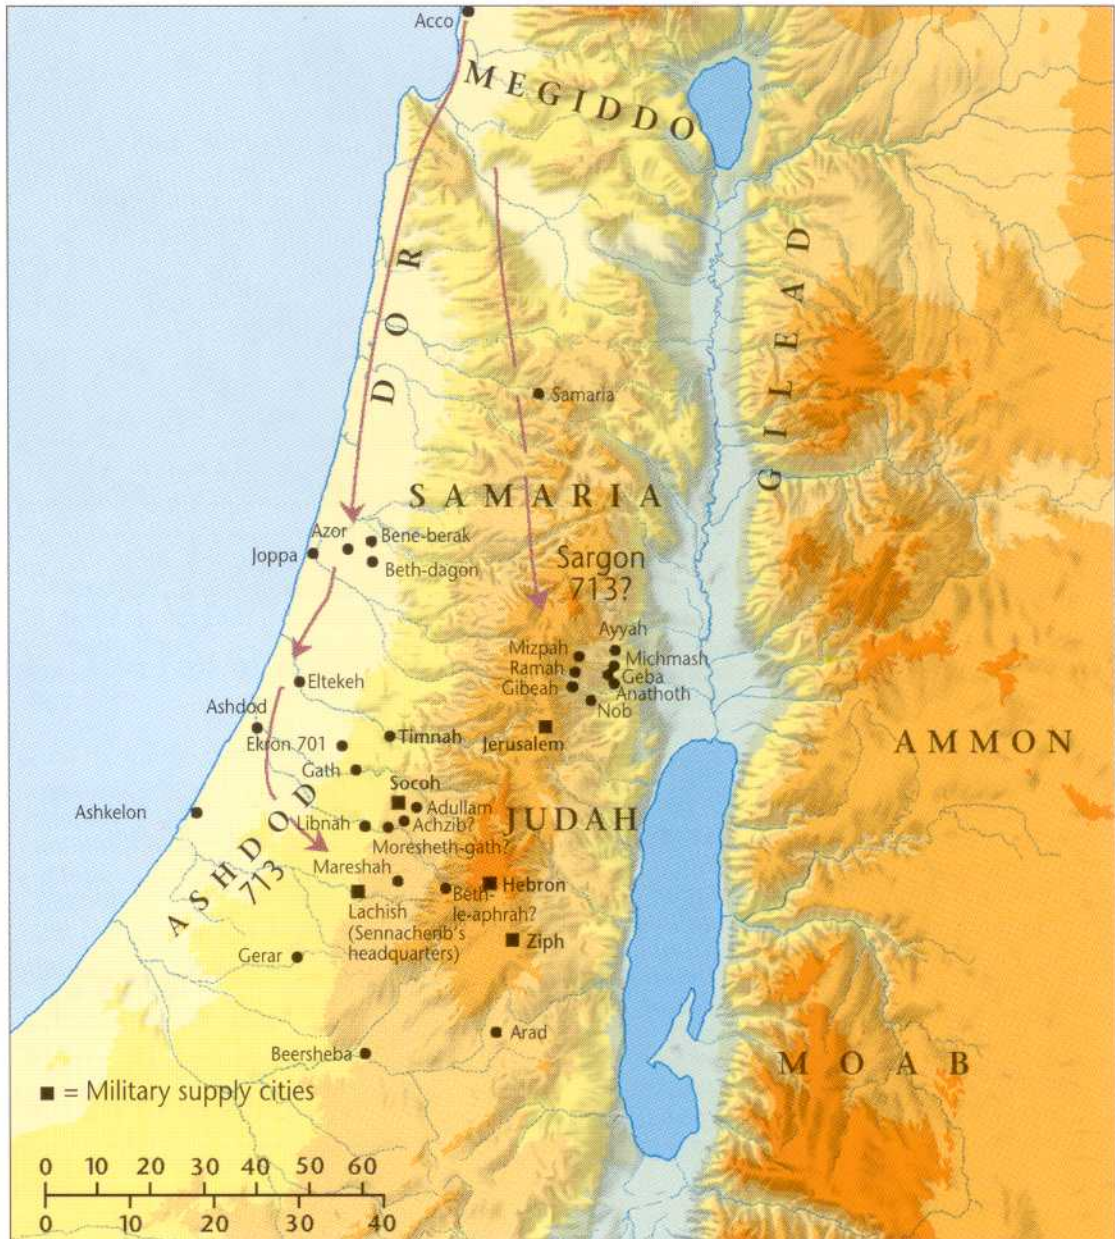 Acco
MEGIDDO
DOR
GILEAD
Samaria
SAMARIA
Azor
Bene-berak
Joppa
Beth-dagon
Sargon
713?
Ayyah
Mizpah
Michmash
Ramah
Geba
Gibeah
Anathoth
Nob
Eltekeh
Ashdod
Ekron 701
Timnah
Jerusalem
AMMON
Gath
Socoh
Adullam
Ashkelon
Libnah
Achzib?
JUDAH
Moresheth-gath?
ASHDOD
713
Mareshah
Hebron
Beth-
le-aphrah?
Lachish
(Sennacherib's
headquarters)
Ziph
Gerar
Arad
Beersheba
MOAB
■ = Military supply cities
0 10 20 30 40 50 60
0 10 20 30 40